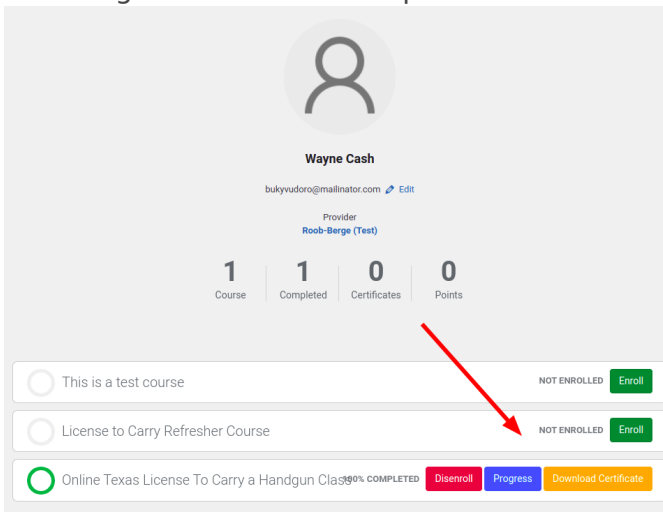 Wayne Cash
bukyvudoro@mailinator.com Edit
Provider
Roob-Berge (Test)
1 1 0 0
Course Completed Certificates Points
This is a test course NOT ENROLLED Enroll
License to Carry Refresher Course NOT ENROLLED Enroll
Online Texas License To Carry a Handgun Class 100% COMPLETED Disenroll Progress Download Certificate